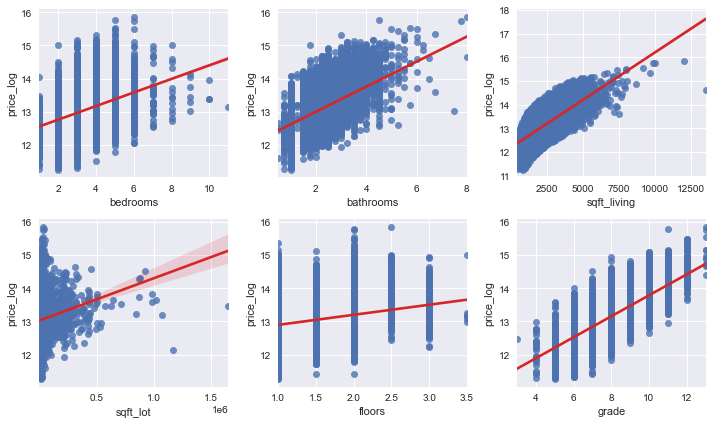 16
15
14
13
12
price_log
2 4 6 8 10
bedrooms
16
15
14
13
12
price_log
2 4 6 8
bathrooms
18
17
16
15
14
13
12
11
price_log
2500 5000 7500 10000 12500
sqft_living
16
15
14
13
12
price_log
0.5 1.0 1.5
1e6
sqft_lot
16
15
14
13
12
price_log
1.0 1.5 2.0 2.5 3.0 3.5
floors
16
15
14
13
12
price_log
4 6 8 10 12
grade